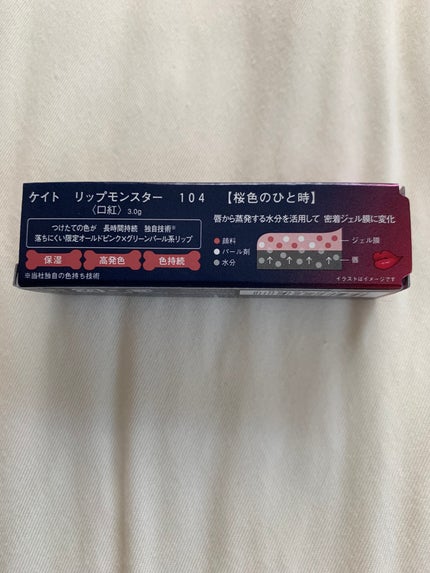 ケイト リップモンスター 104 【桜色のひと時】
〈口紅〉3.0g
つけたての色が 長時間持続 独自技術※
落ちにくい限定オールドピンク×グリーンパール系リップ
保湿
高発色
色持続
※当社独自の色持ち技術
唇から蒸発する水分を活用して 密着ジェル膜に変化
顔料
パール剤
水分
ジェル膜
唇
イラストはイメージです